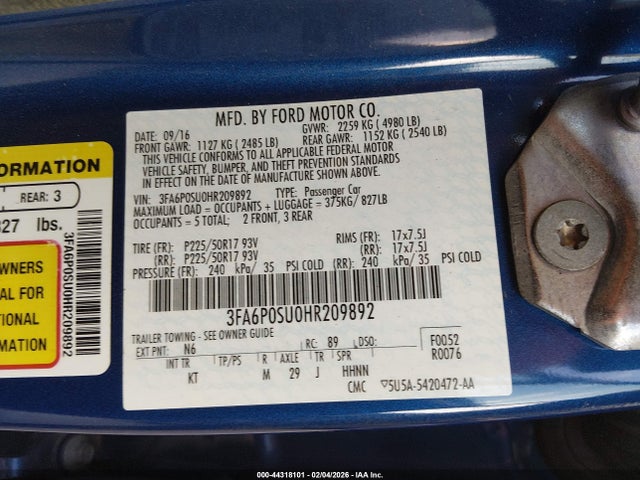 MFD. BY FORD MOTOR CO.
DATE: 09/16 GVWR: 2259 KG ( 4980 LB)
FRONT GAWR: 1127 KG ( 2485 LB) REAR GAWR: 1152 KG ( 2540 LB)
THIS VEHICLE CONFORMS TO ALL APPLICABLE FEDERAL MOTOR
VEHICLE SAFETY, BUMPER, AND THEFT PREVENTION STANDARDS
IN EFFECT ON THE DATE OF MANUFACTURE SHOWN ABOVE.
VIN: 3FA6P0SU0HR209892 TYPE: Passenger Car
MAXIMUM LOAD = OCCUPANTS + LUGGAGE = 375KG/ 827LB
OCCUPANTS = 5 TOTAL; 2 FRONT, 3 REAR
TIRE (FR): P225/50R17 93V RIMS (FR): 17x7.5J
(RR): P225/50R17 93V (RR): 17x7.5J
PRESSURE (FR): 240 kPa/ 35 PSI COLD (RR): 240 kPa/ 35 PSI COLD
3FA6P0SU0HR209892
TRAILER TOWING - SEE OWNER GUIDE
EXT PNT: N6 RC: 89 DSO: F0052
R0076
INT TR TP/PS R AXLE TR SPR
KT M 29 J HHNN
CMC ▽5U5A-5420472-AA
FORMATION
REAR: 3
827 lbs.
OWNERS
AL FOR
TIONAL
RMATION
3FA6P0SU0HR209892
000-44318101 - 02/04/2026 - IAA Inc.